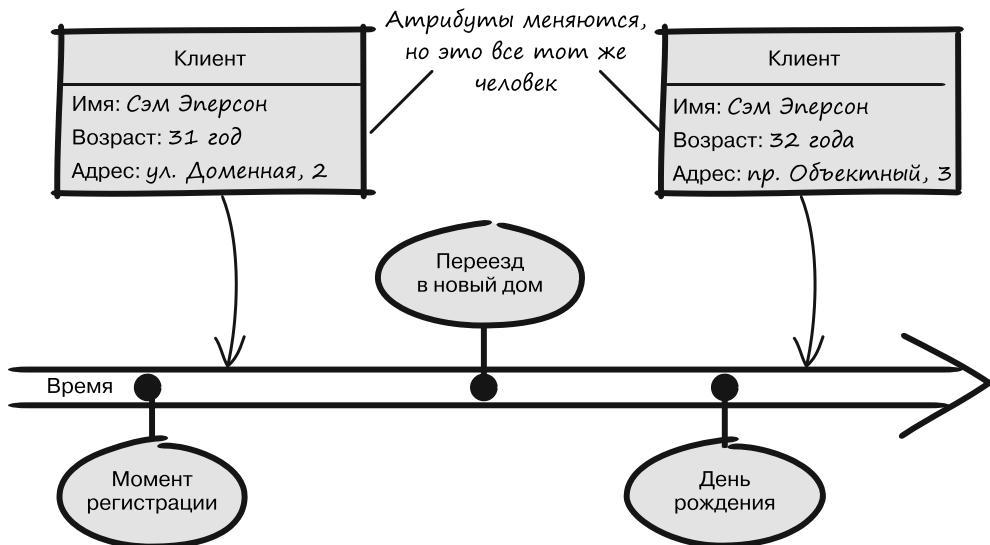 Атрибуты меняются,
но это все тот же
человек
Клиент
Имя: Сэм Эперсон
Возраст: 31 год
Адрес: ул. Доменная, 2
Клиент
Имя: Сэм Эперсон
Возраст: 32 года
Адрес: пр. Объектный, 3
Переезд
в новый дом
Время
Момент
регистрации
День
рождения